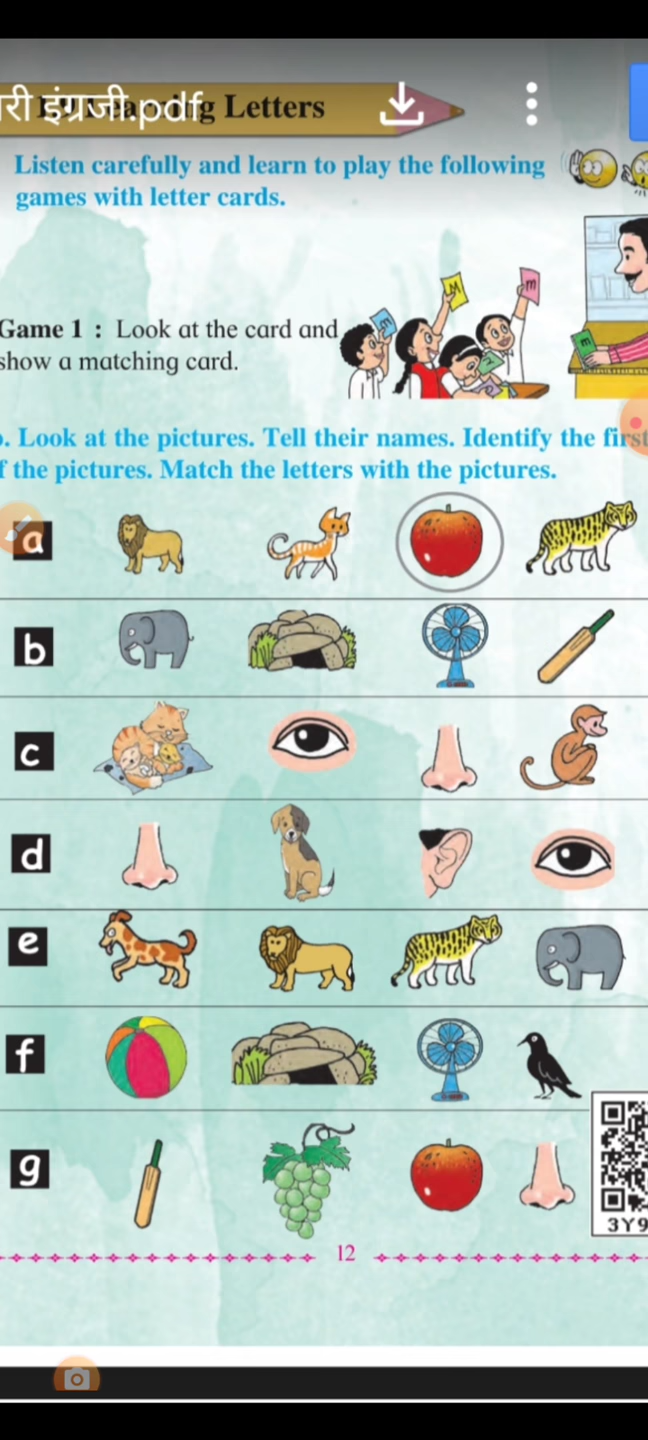 री इंग्रजी.pdf
Learning Letters
Listen carefully and learn to play the following
games with letter cards.
M
m
m
Game 1 : Look at the card and
show a matching card.
. Look at the pictures. Tell their names. Identify the first
f the pictures. Match the letters with the pictures.
a
b
c
d
e
f
g
3Y9
12